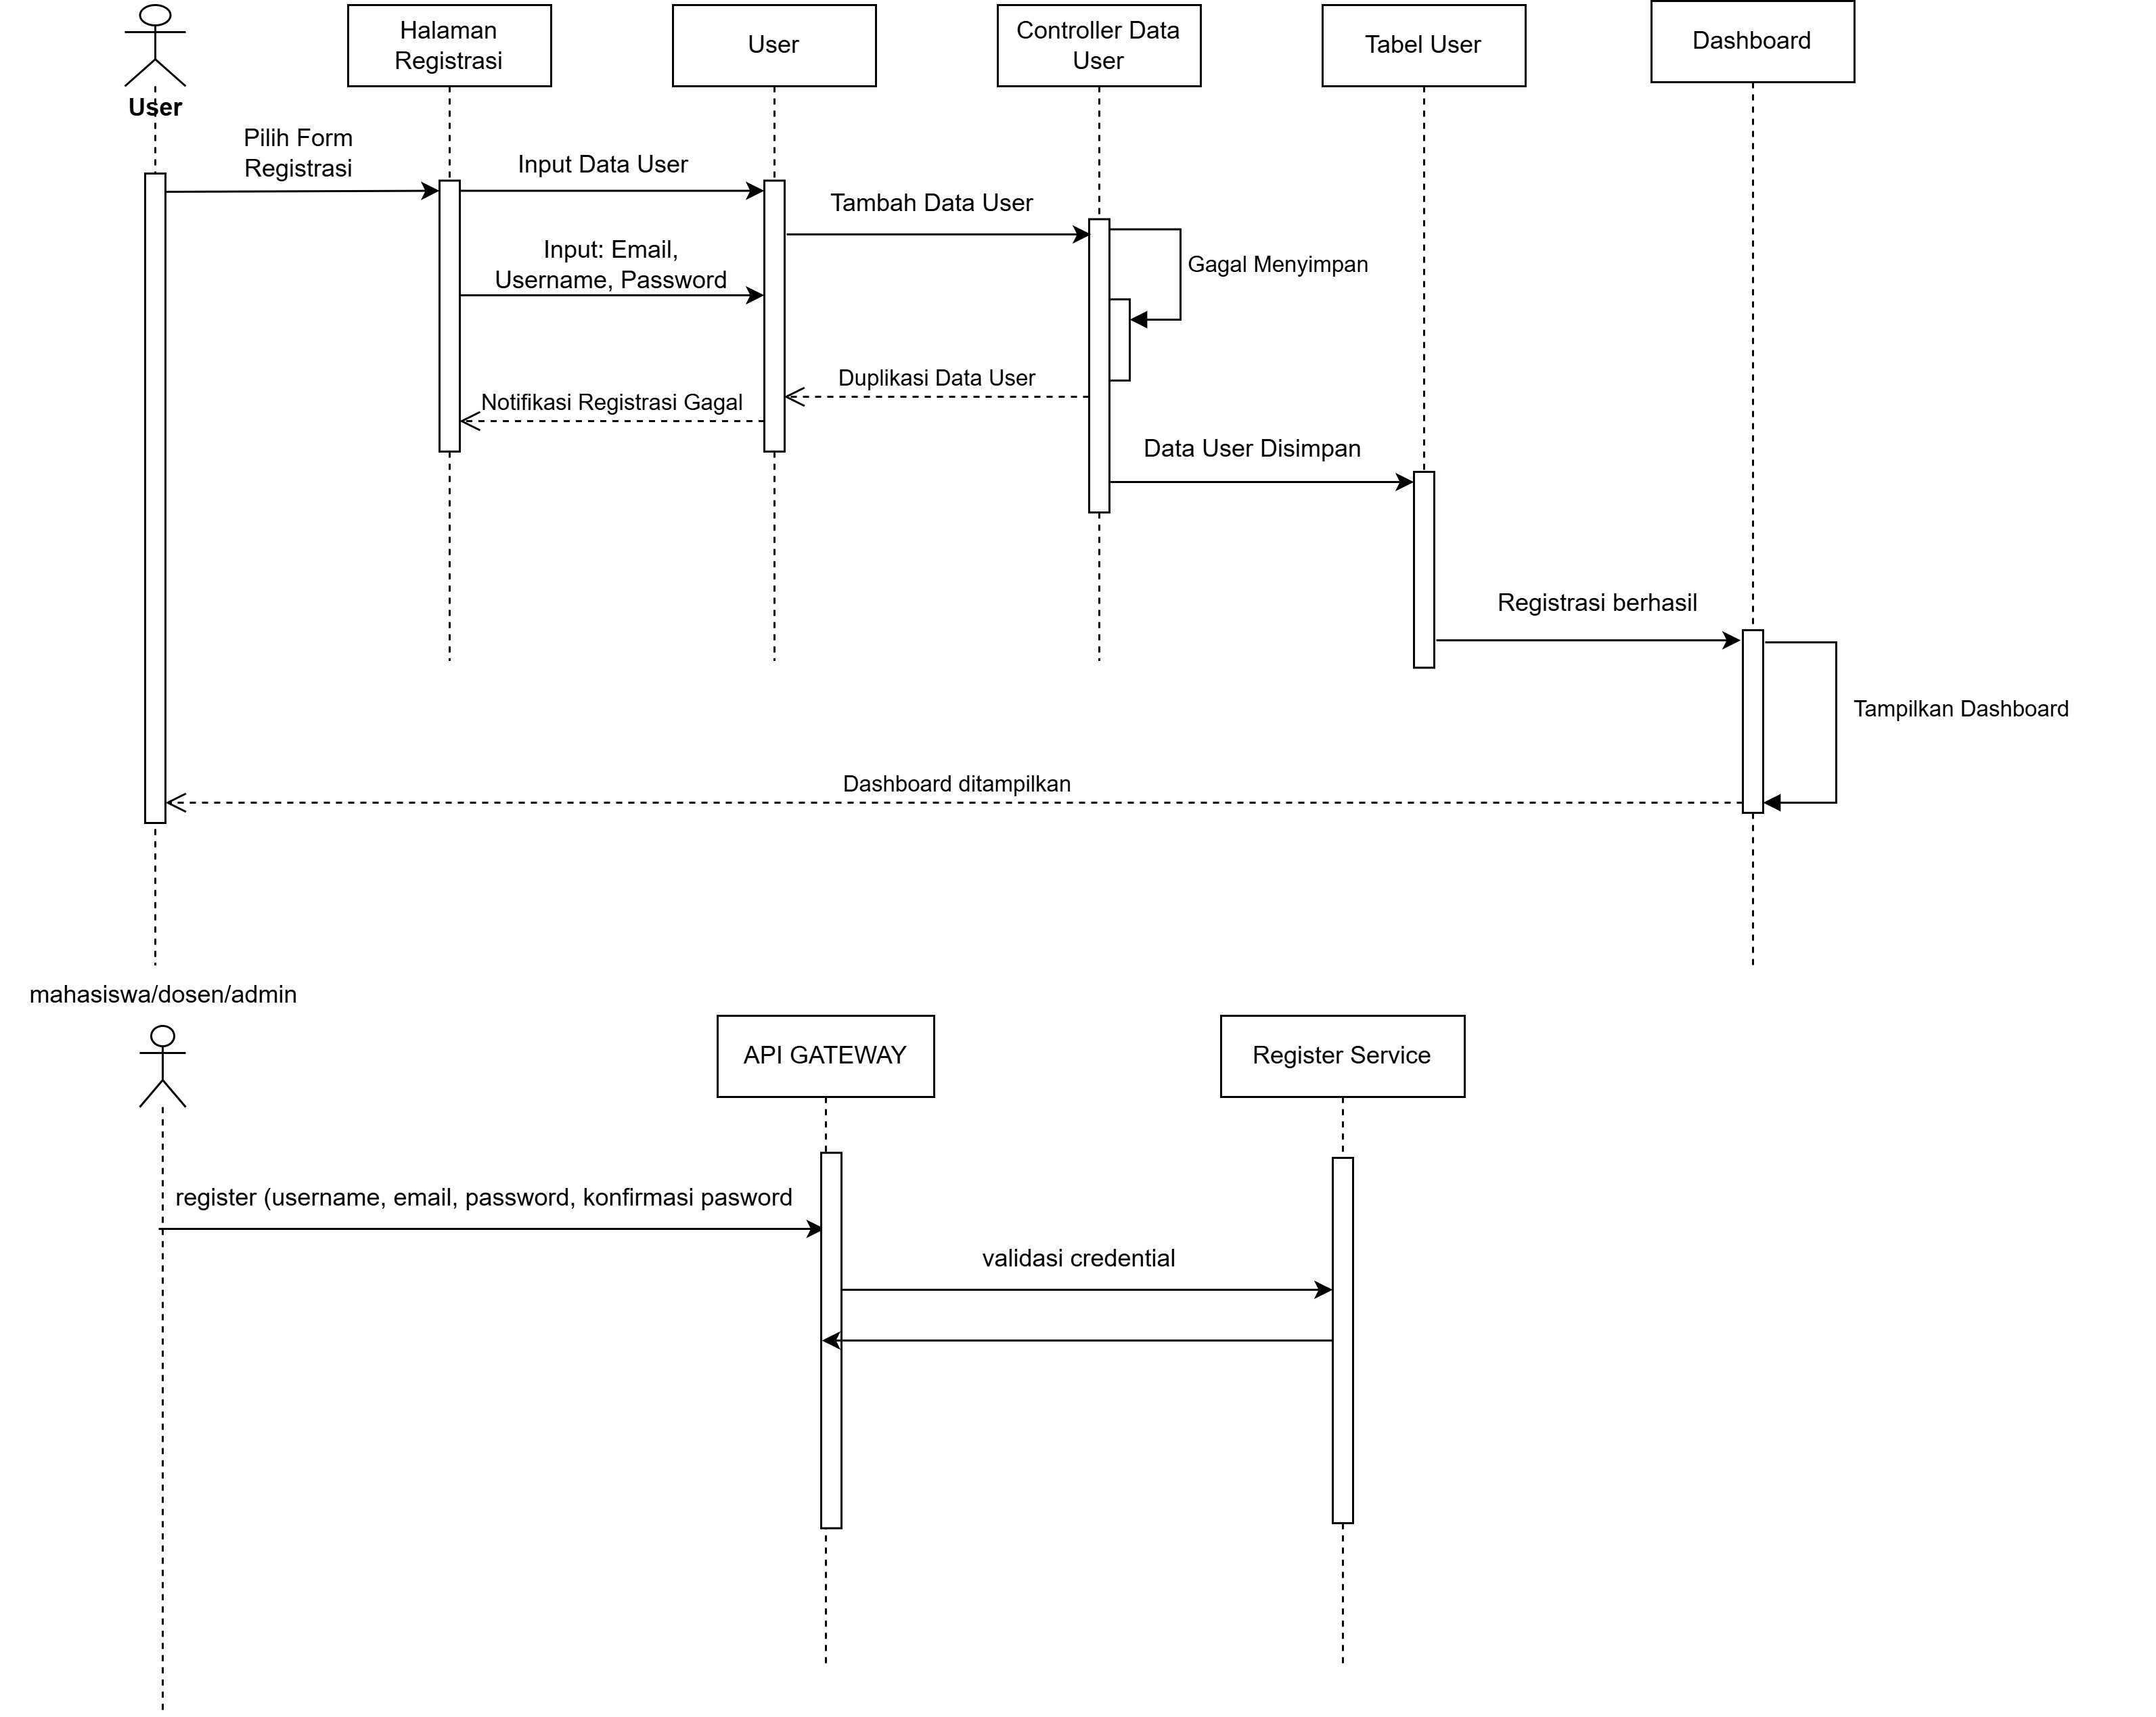 Halaman
Registrasi
User
Controller Data
User
Tabel User
Dashboard
User
Pilih Form
Registrasi
Input Data User
Tambah Data User
Input: Email,
Username, Password
Gagal Menyimpan
Duplikasi Data User
Notifikasi Registrasi Gagal
Data User Disimpan
Registrasi berhasil
Tampilkan Dashboard
Dashboard ditampilkan
mahasiswa/dosen/admin
API GATEWAY
Register Service
register (username, email, password, konfirmasi pasword
validasi credential